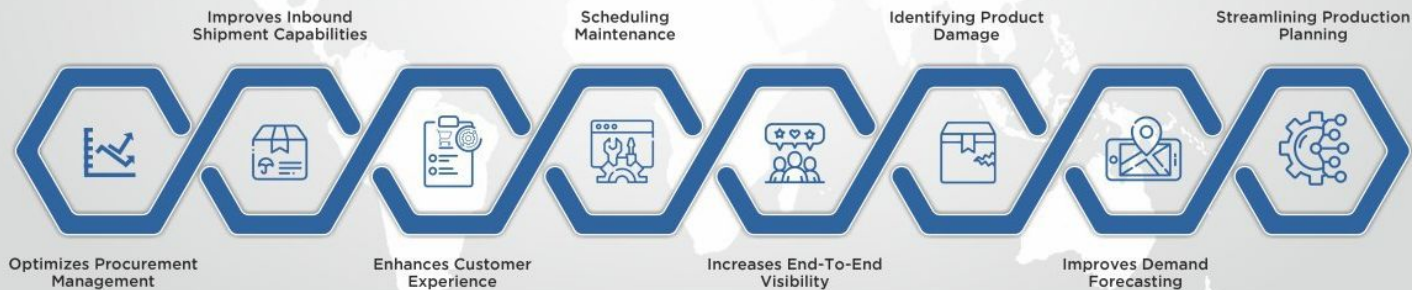 Improves Inbound
Shipment Capabilities
Scheduling
Maintenance
Identifying Product
Damage
Streamlining Production
Planning
Optimizes Procurement
Management
Enhances Customer
Experience
Increases End-To-End
Visibility
Improves Demand
Forecasting